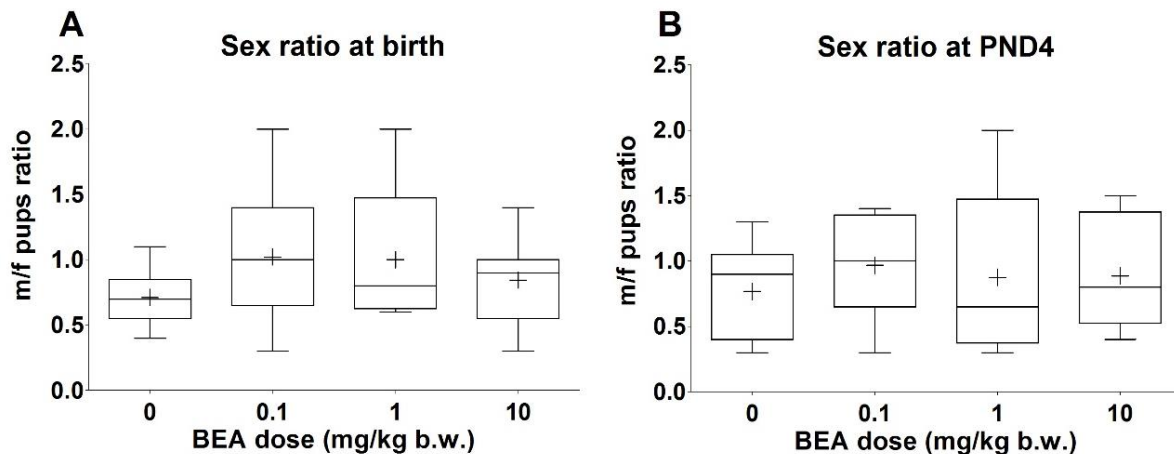 A
Sex ratio at birth
m/f pups ratio
2.5
2.0
1.5
1.0
0.5
0.0
0 0.1 1 10
BEA dose (mg/kg b.w.)
B
Sex ratio at PND4
m/f pups ratio
2.5
2.0
1.5
1.0
0.5
0.0
0 0.1 1 10
BEA dose (mg/kg b.w.)